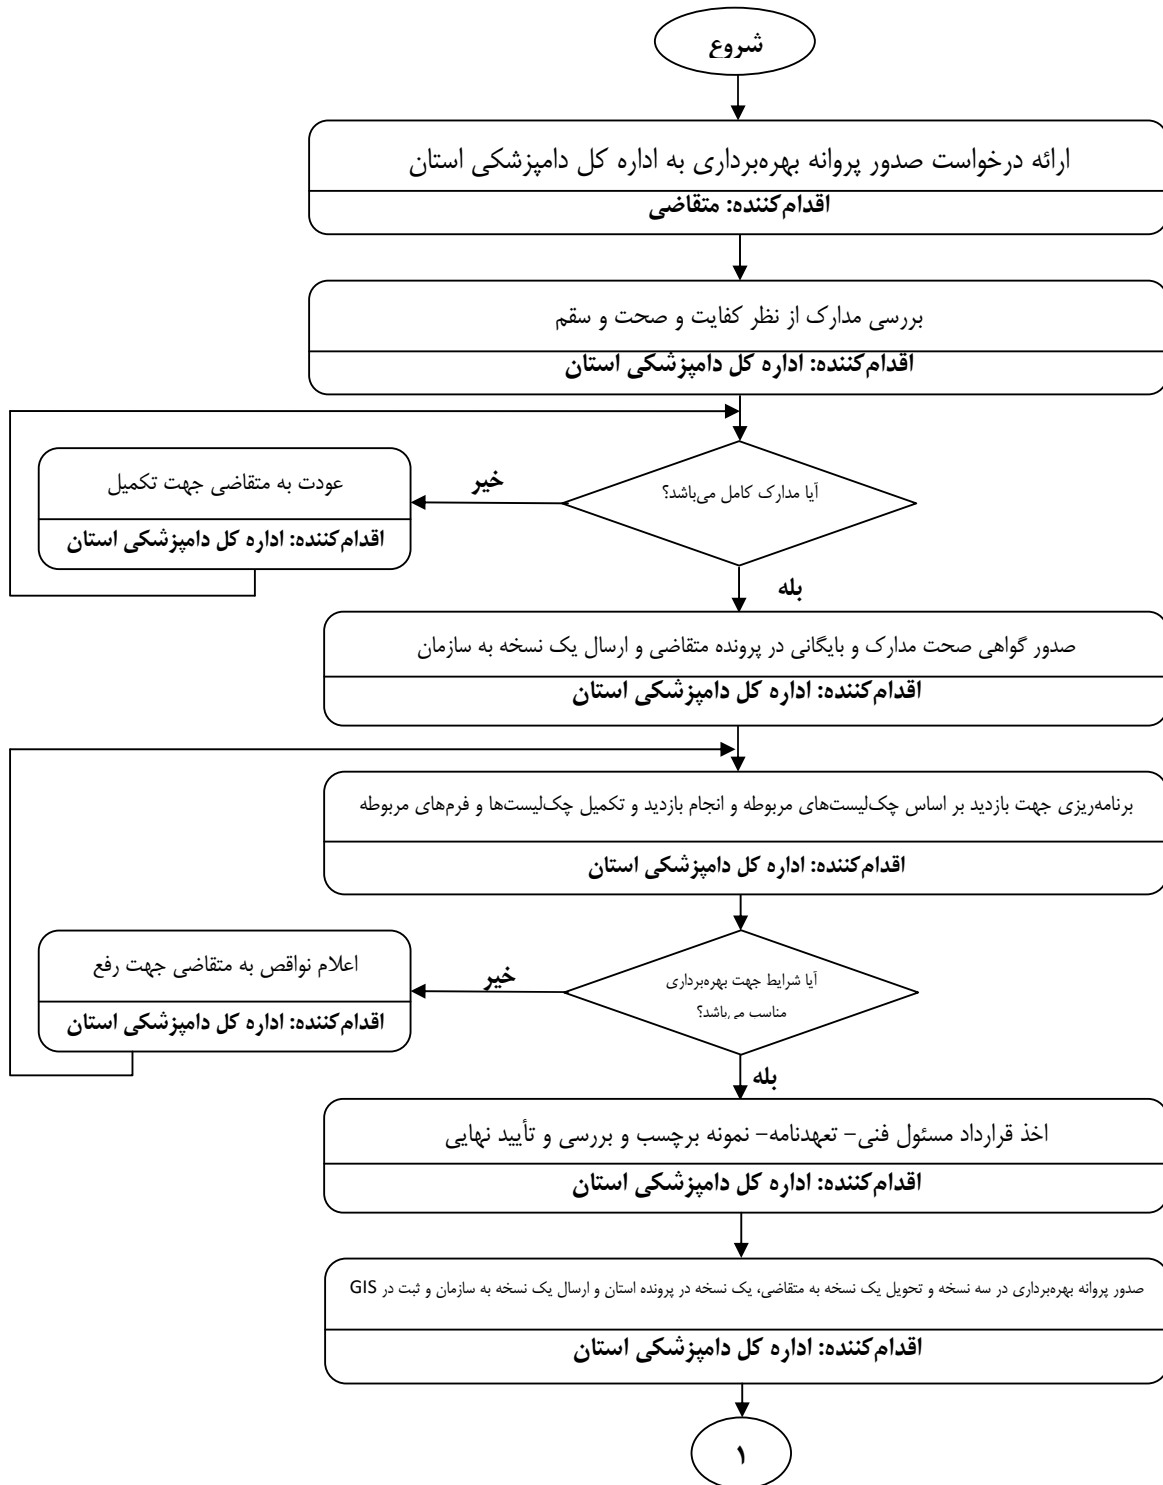 شروع
ارائه درخواست صدور پروانه بهره‌برداری به اداره کل دامپزشکی استان
اقدام‌کننده: متقاضی
بررسی مدارک از نظر کفایت و صحت و سقم
اقدام‌کننده: اداره کل دامپزشکی استان
آیا مدارک کامل می‌باشد؟
خیر
عودت به متقاضی جهت تکمیل
اقدام‌کننده: اداره کل دامپزشکی استان
بله
صدور گواهی صحت مدارک و بایگانی در پرونده متقاضی و ارسال یک نسخه به سازمان
اقدام‌کننده: اداره کل دامپزشکی استان
برنامه‌ریزی جهت بازدید بر اساس چک‌لیست‌های مربوطه و انجام بازدید و تکمیل چک‌لیست‌ها و فرم‌های مربوطه
اقدام‌کننده: اداره کل دامپزشکی استان
آیا شرایط جهت بهره‌برداری
مناسب می‌باشد؟
خیر
اعلام نواقص به متقاضی جهت رفع
اقدام‌کننده: اداره کل دامپزشکی استان
بله
اخذ قرارداد مسئول فنی– تعهدنامه– نمونه برچسب و بررسی و تأیید نهایی
اقدام‌کننده: اداره کل دامپزشکی استان
صدور پروانه بهره‌برداری در سه نسخه و تحویل یک نسخه به متقاضی، یک نسخه در پرونده استان و ارسال یک نسخه به سازمان و ثبت در GIS
اقدام‌کننده: اداره کل دامپزشکی استان
۱